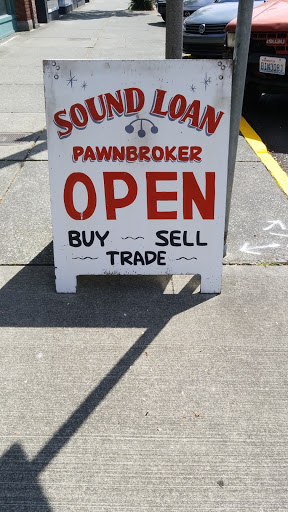 SOUND LOAN
PAWNBROKER
OPEN
BUY ~ SELL
~ TRADE ~